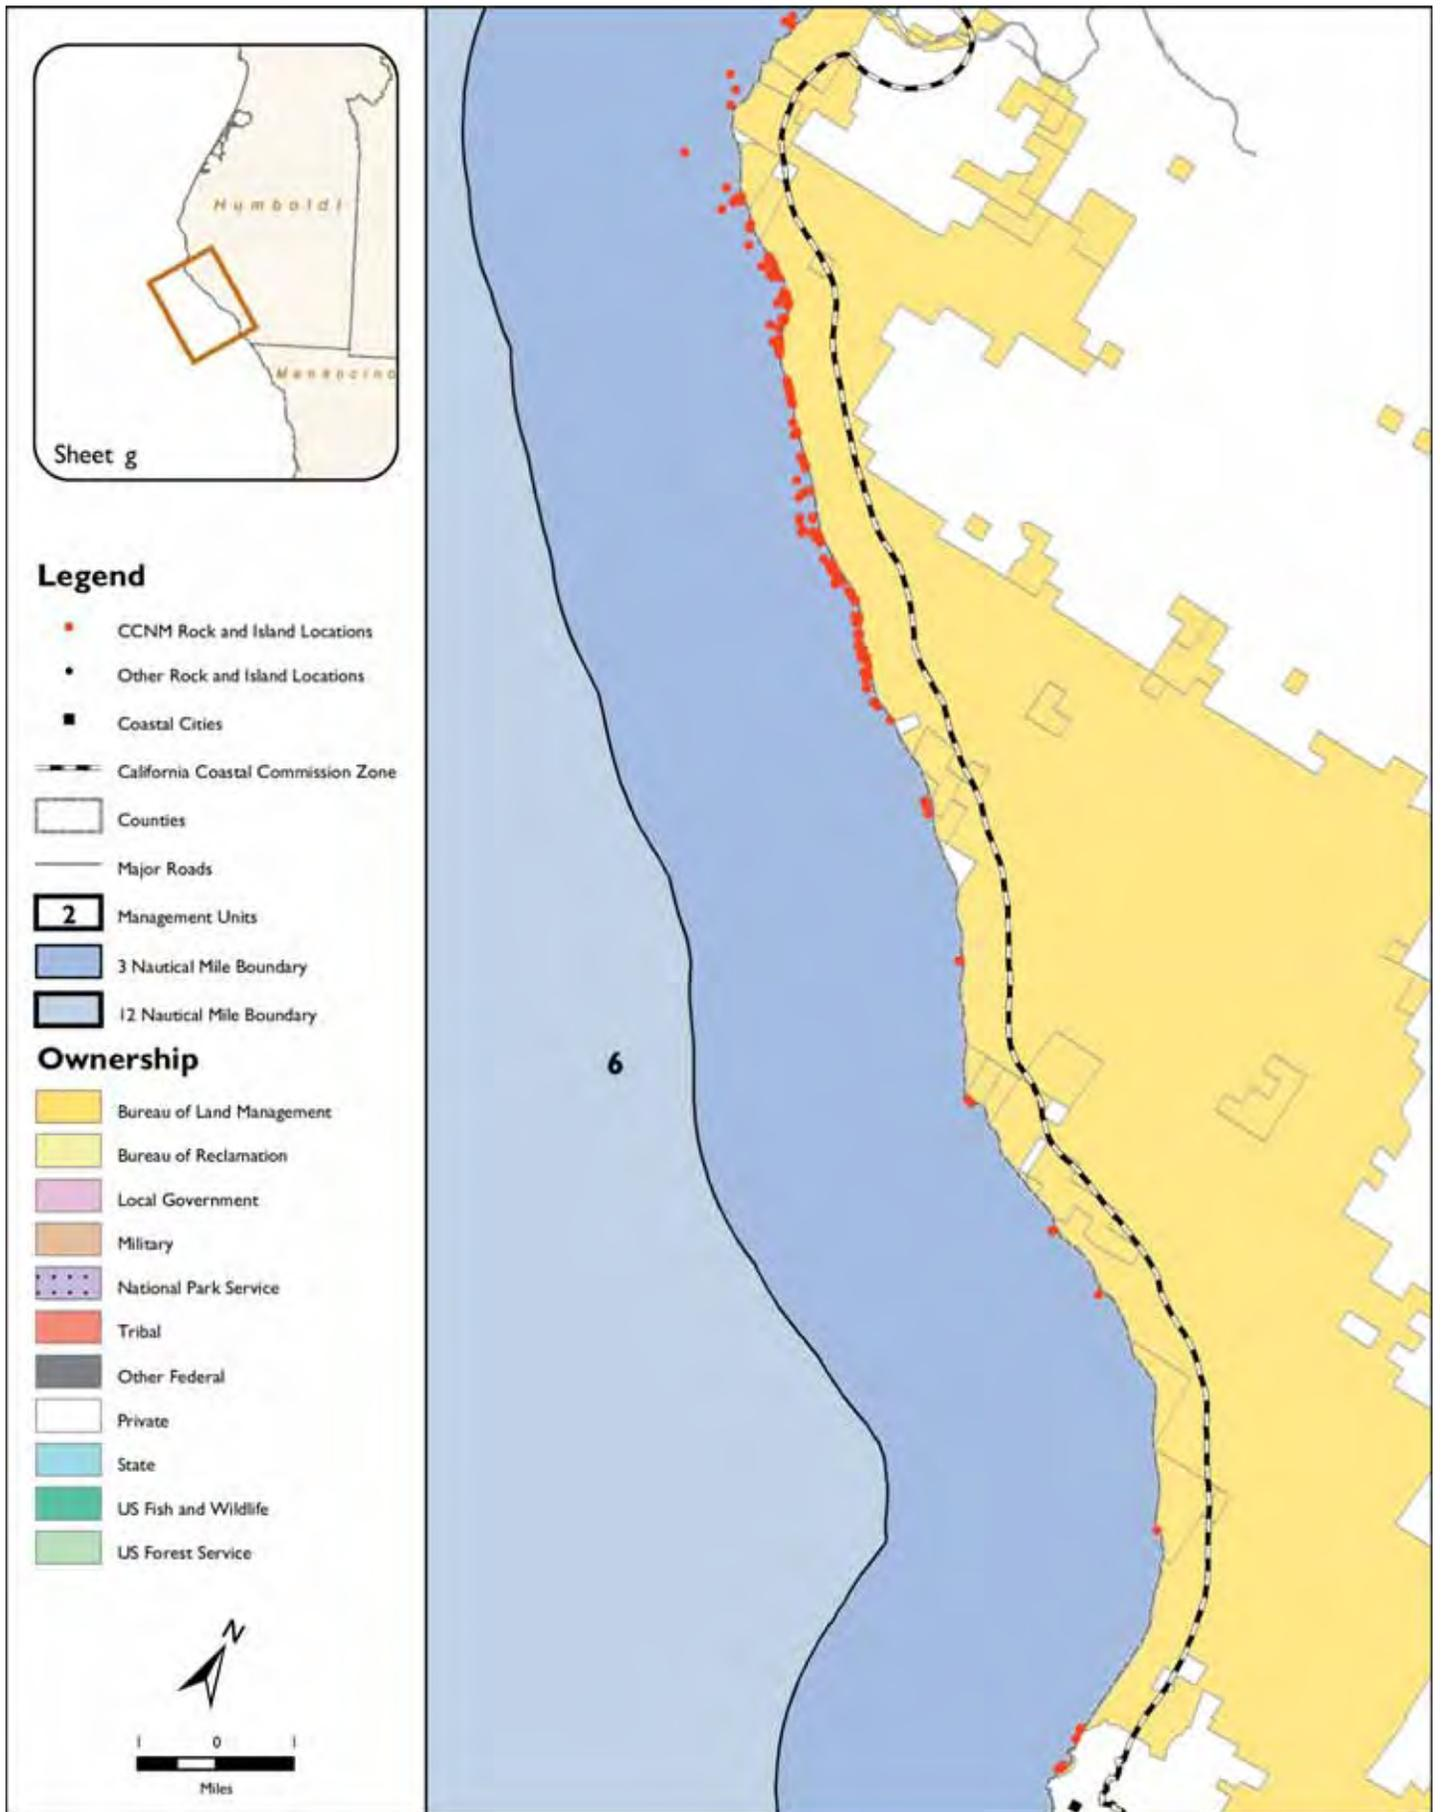 Humboldt
Mendocino
Sheet g
Legend
CCNM Rock and Island Locations
Other Rock and Island Locations
Coastal Cities
California Coastal Commission Zone
Counties
Major Roads
2 Management Units
3 Nautical Mile Boundary
12 Nautical Mile Boundary
6
Ownership
Bureau of Land Management
Bureau of Reclamation
Local Government
Military
National Park Service
Tribal
Other Federal
Private
State
US Fish and Wildlife
US Forest Service
N
1 0 1
Miles